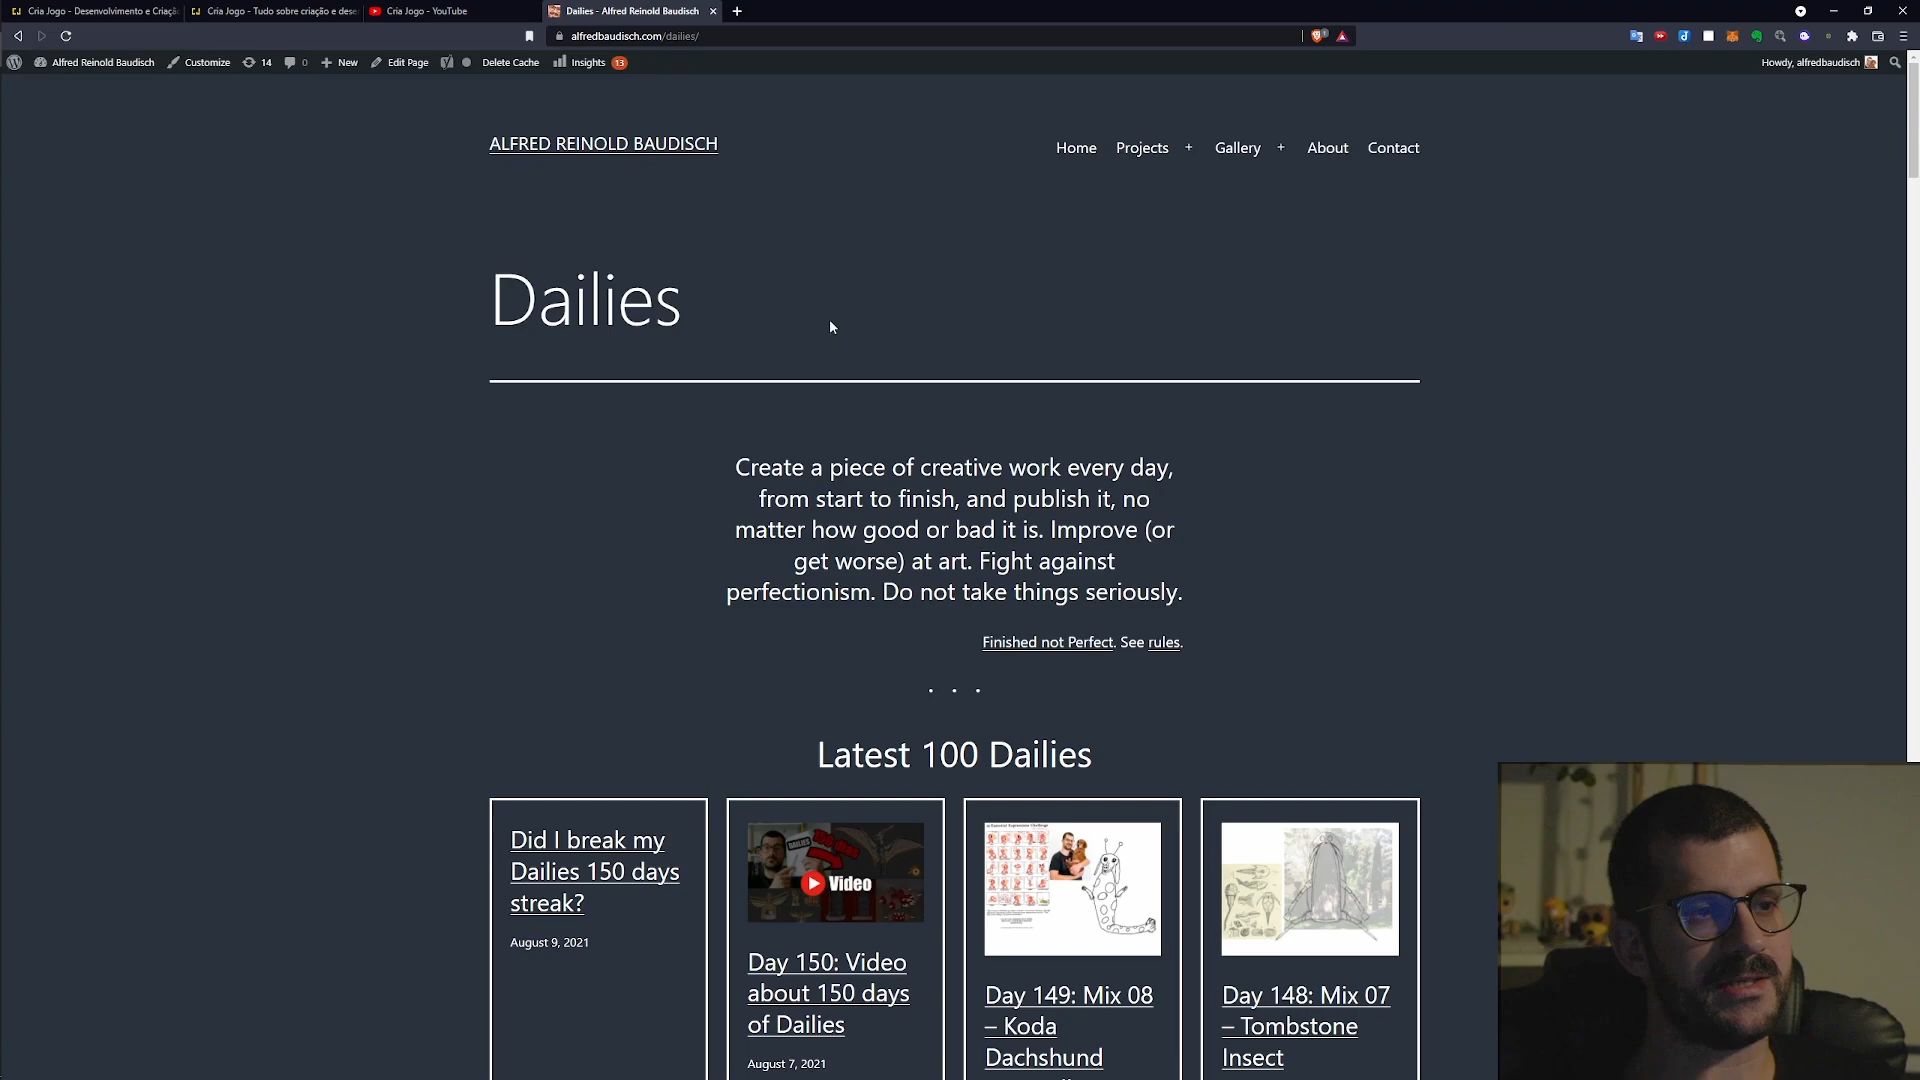 Cria Jogo - Desenvolvimento e Criaçã
Cria Jogo - Tudo sobre criação e dese
Cria Jogo - YouTube
Dailies - Alfred Reinold Baudisch
alfredbaudisch.com/dailies/
Alfred Reinold Baudisch
Customize
14
0
New
Edit Page
Delete Cache
Insights
13
Howdy, alfredbaudisch
ALFRED REINOLD BAUDISCH
Home Projects + Gallery + About Contact
Dailies
Create a piece of creative work every day,
from start to finish, and publish it, no
matter how good or bad it is. Improve (or
get worse) at art. Fight against
perfectionism. Do not take things seriously.
Finished not Perfect. See rules.
. . .
Latest 100 Dailies
Did I break my
Dailies 150 days
streak?
August 9, 2021
Video
Day 150: Video
about 150 days
of Dailies
August 7, 2021
Day 149: Mix 08
– Koda
Dachshund
Day 148: Mix 07
– Tombstone
Insect